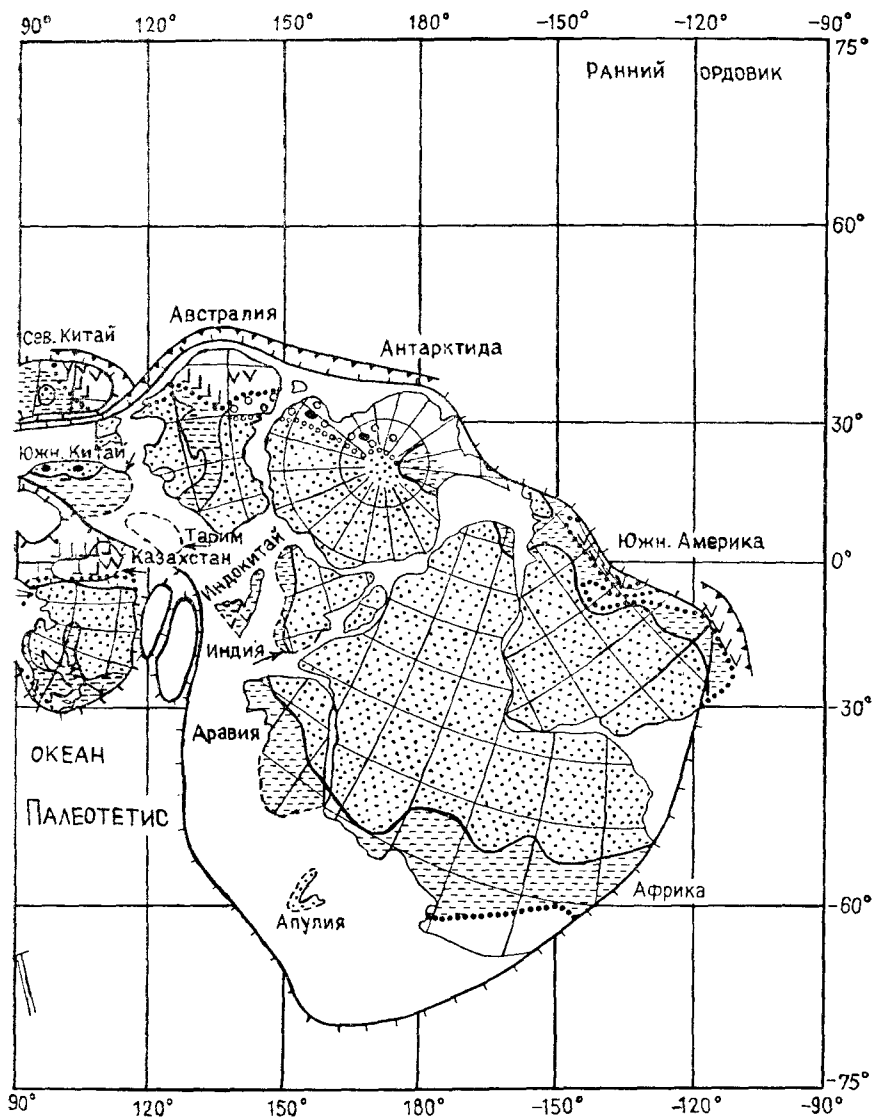 90° 120° 150° 180° -150° -120° -90°
75°
РАННИЙ ОРДОВИК
60°
Австралия
Сев. Китай
Антарктида
30°
Южн. Китай
Тарим
Казахстан
Индокитай
Южн. Америка
0°
Индия
-30°
Аравия
ОКЕАН
ПАЛЕОТЕТИС
Африка
-60°
Апулия
-75°
90° 120° 150° 180° -150° -120° -90°